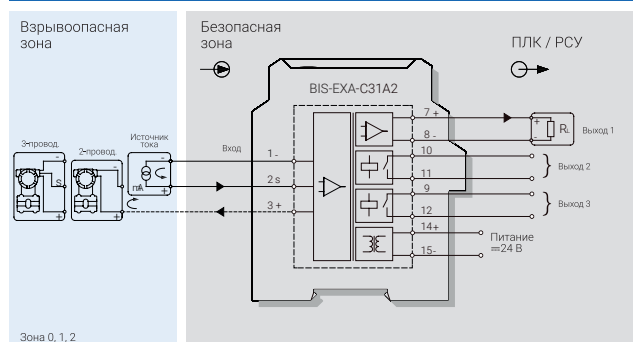 Взрывоопасная
зона
Безопасная
зона
ПЛК / РСУ
BIS-EXA-C31A2
3-провод.
2-провод.
Источник
тока
Вход
1 -
2 s
3 +
-
S
+
-
+
-
mA
+
7 +
8 -
10
11
9
12
14+
15-
+
-
RL
Выход 1
Выход 2
Выход 3
Питание
24 В
Зона 0, 1, 2